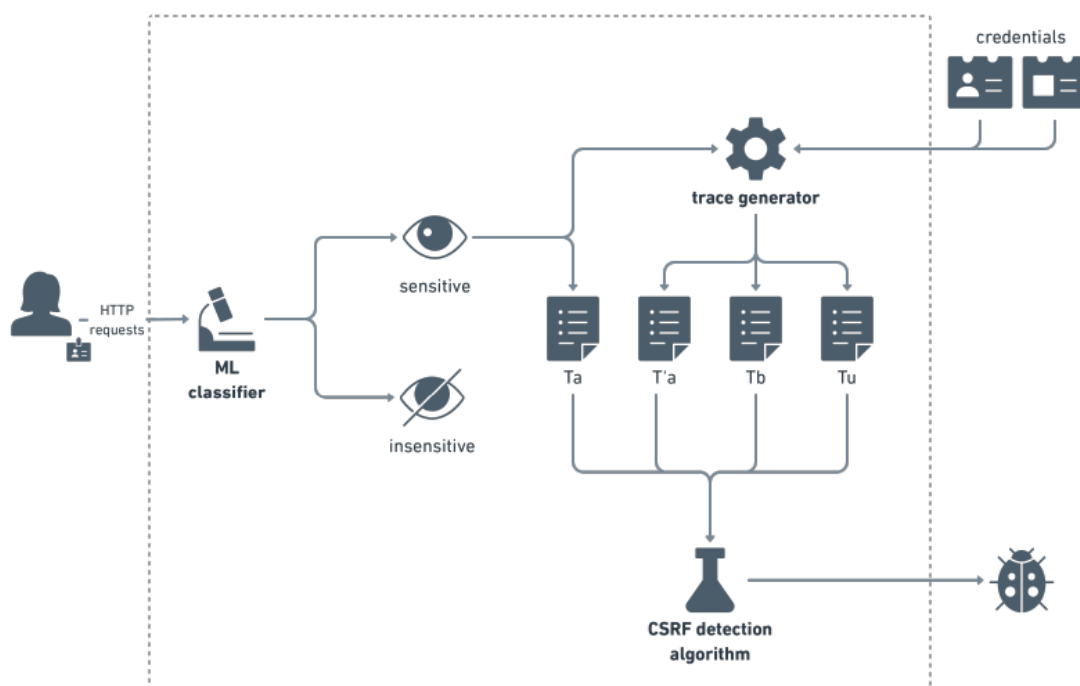 credentials
trace generator
sensitive
HTTP
requests
ML
classifier
Ta
T'a
Tb
Tu
insensitive
CSRF detection
algorithm